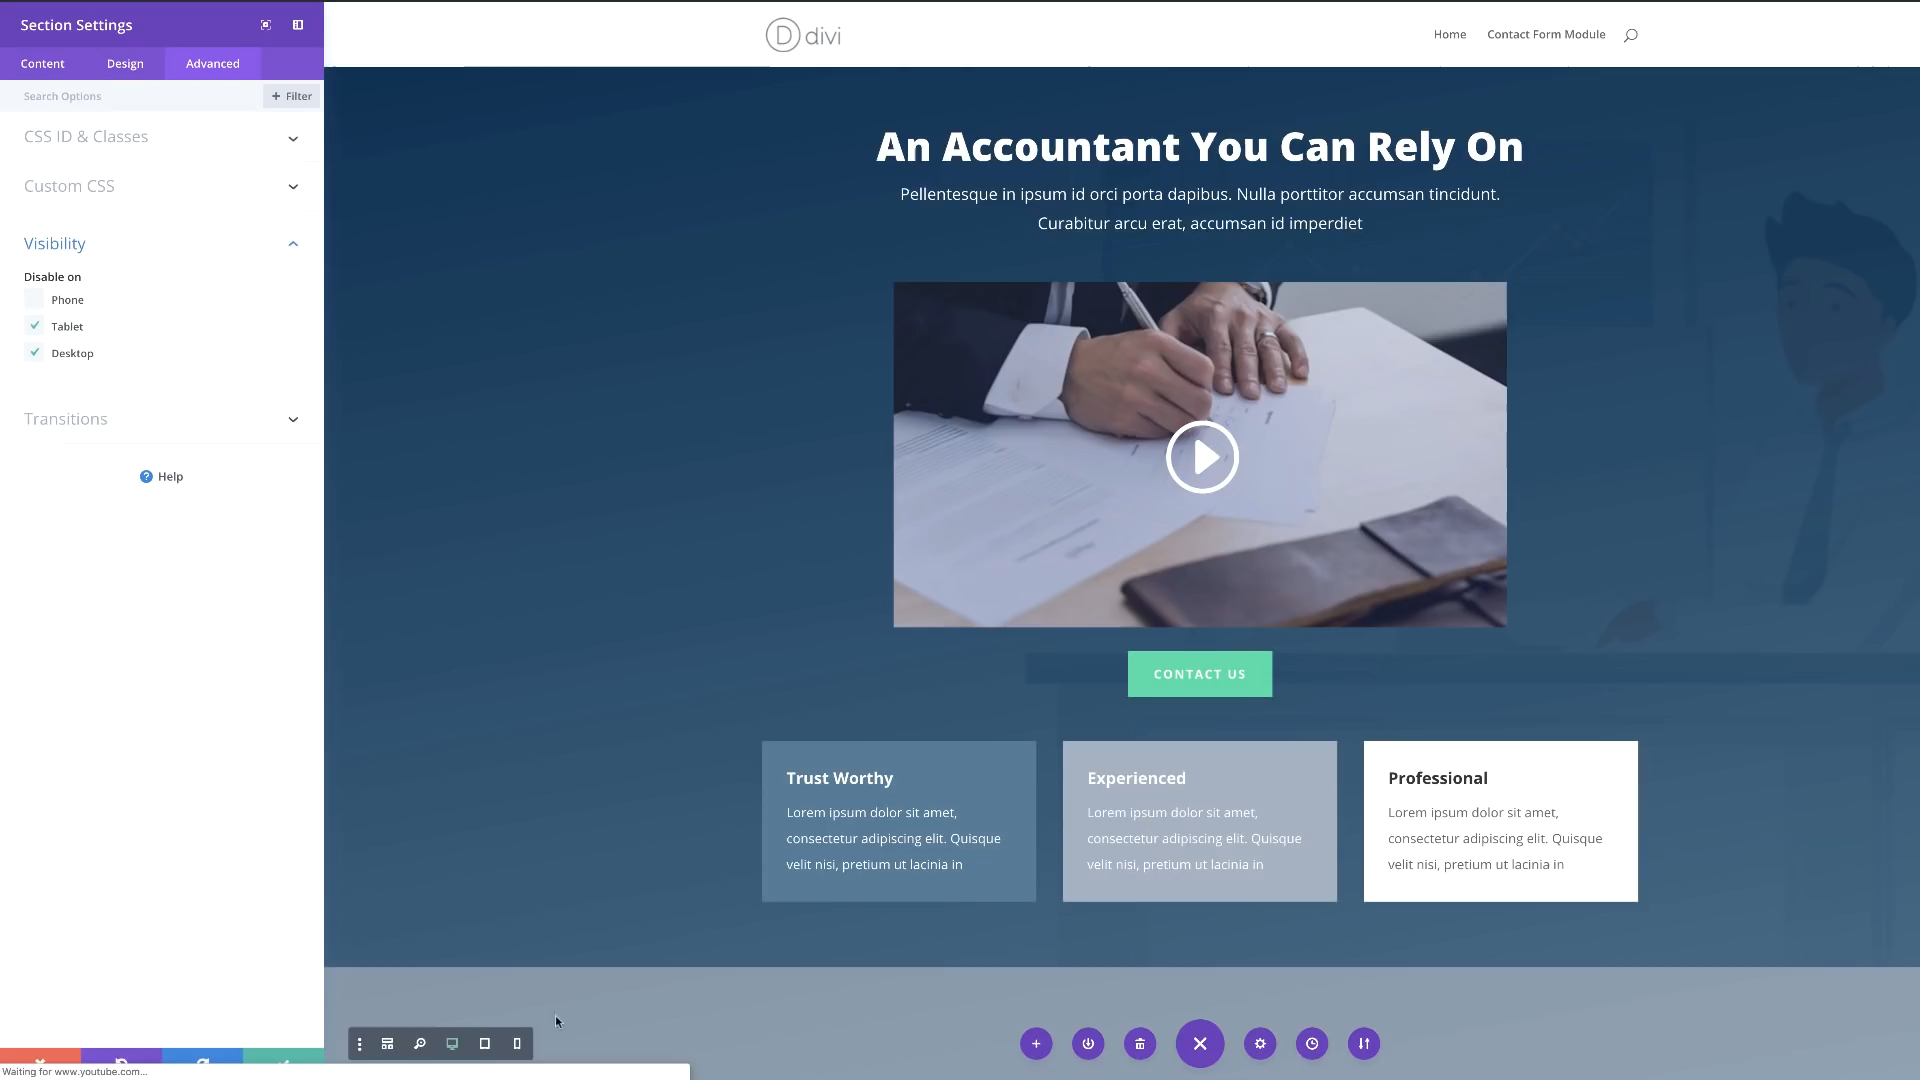 Section Settings
Content
Design
Advanced
Search Options
+ Filter
CSS ID & Classes
Custom CSS
Visibility
Disable on
Phone
Tablet
Desktop
Transitions
? Help
D divi
Home
Contact Form Module
An Accountant You Can Rely On
Pellentesque in ipsum id orci porta dapibus. Nulla porttitor accumsan tincidunt.
Curabitur arcu erat, accumsan id imperdiet
CONTACT US
Trust Worthy
Lorem ipsum dolor sit amet,
consectetur adipiscing elit. Quisque
velit nisi, pretium ut lacinia in
Experienced
Lorem ipsum dolor sit amet,
consectetur adipiscing elit. Quisque
velit nisi, pretium ut lacinia in
Professional
Lorem ipsum dolor sit amet,
consectetur adipiscing elit. Quisque
velit nisi, pretium ut lacinia in
Waiting for www.youtube.com...